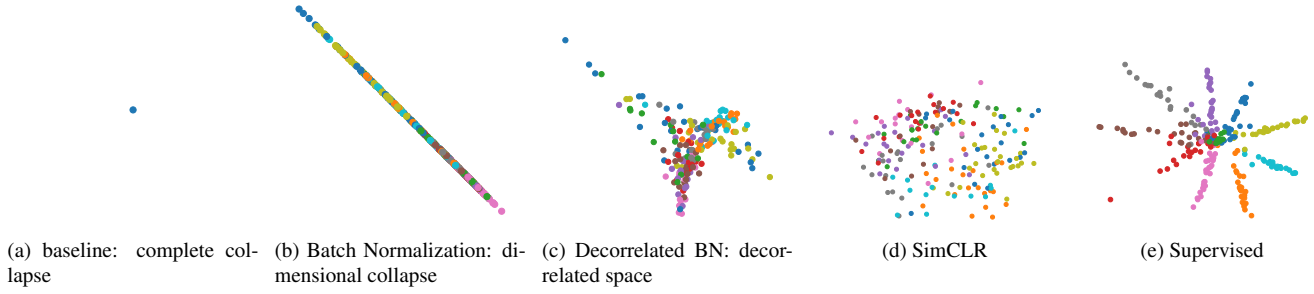 (a) baseline: complete col-
lapse
(b) Batch Normalization: di-
mensional collapse
(c) Decorrelated BN: decor-
related space
(d) SimCLR
(e) Supervised